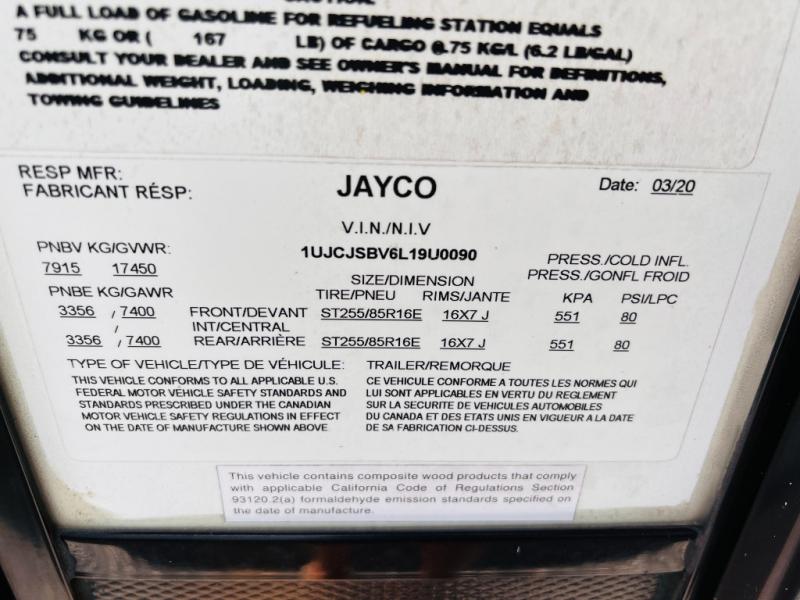 A FULL LOAD OF GASOLINE FOR REFUELING STATION EQUALS
75 KG OR ( 167 LB) OF CARGO @.75 KG/L (6.2 LB/GAL)
CONSULT YOUR DEALER AND SEE OWNER'S MANUAL FOR DEFINITIONS,
ADDITIONAL WEIGHT, LOADING, WEIGHING INFORMATION AND
TOWING GUIDELINES
RESP MFR:
FABRICANT RÉSP:
JAYCO
Date: 03/20
V.I.N./N.I.V
1UJCJSBV6L19U0090
PNBV KG/GVWR:
7915 17450
PRESS./COLD INFL.
PRESS./GONFL FROID
SIZE/DIMENSION
PNBE KG/GAWR TIRE/PNEU RIMS/JANTE KPA PSI/LPC
3356 / 7400 FRONT/DEVANT ST255/85R16E 16X7 J 551 80
/ INT/CENTRAL
3356 / 7400 REAR/ARRIÈRE ST255/85R16E 16X7 J 551 80
TYPE OF VEHICLE/TYPE DE VÉHICULE: TRAILER/REMORQUE
THIS VEHICLE CONFORMS TO ALL APPLICABLE U.S.
FEDERAL MOTOR VEHICLE SAFETY STANDARDS AND
STANDARDS PRESCRIBED UNDER THE CANADIAN
MOTOR VEHICLE SAFETY REGULATIONS IN EFFECT
ON THE DATE OF MANUFACTURE SHOWN ABOVE
CE VEHICULE CONFORME A TOUTES LES NORMES QUI
LUI SONT APPLICABLES EN VERTU DU REGLEMENT
SUR LA SECURITE DE VEHICULES AUTOMOBILES
DU CANADA ET DES ETATS UNIS EN VIGUEUR A LA DATE
DE SA FABRICATION CI-DESSUS.
This vehicle contains composite wood products that comply
with applicable California Code of Regulations Section
93120.2(a) formaldehyde emission standards specified on
the date of manufacture.